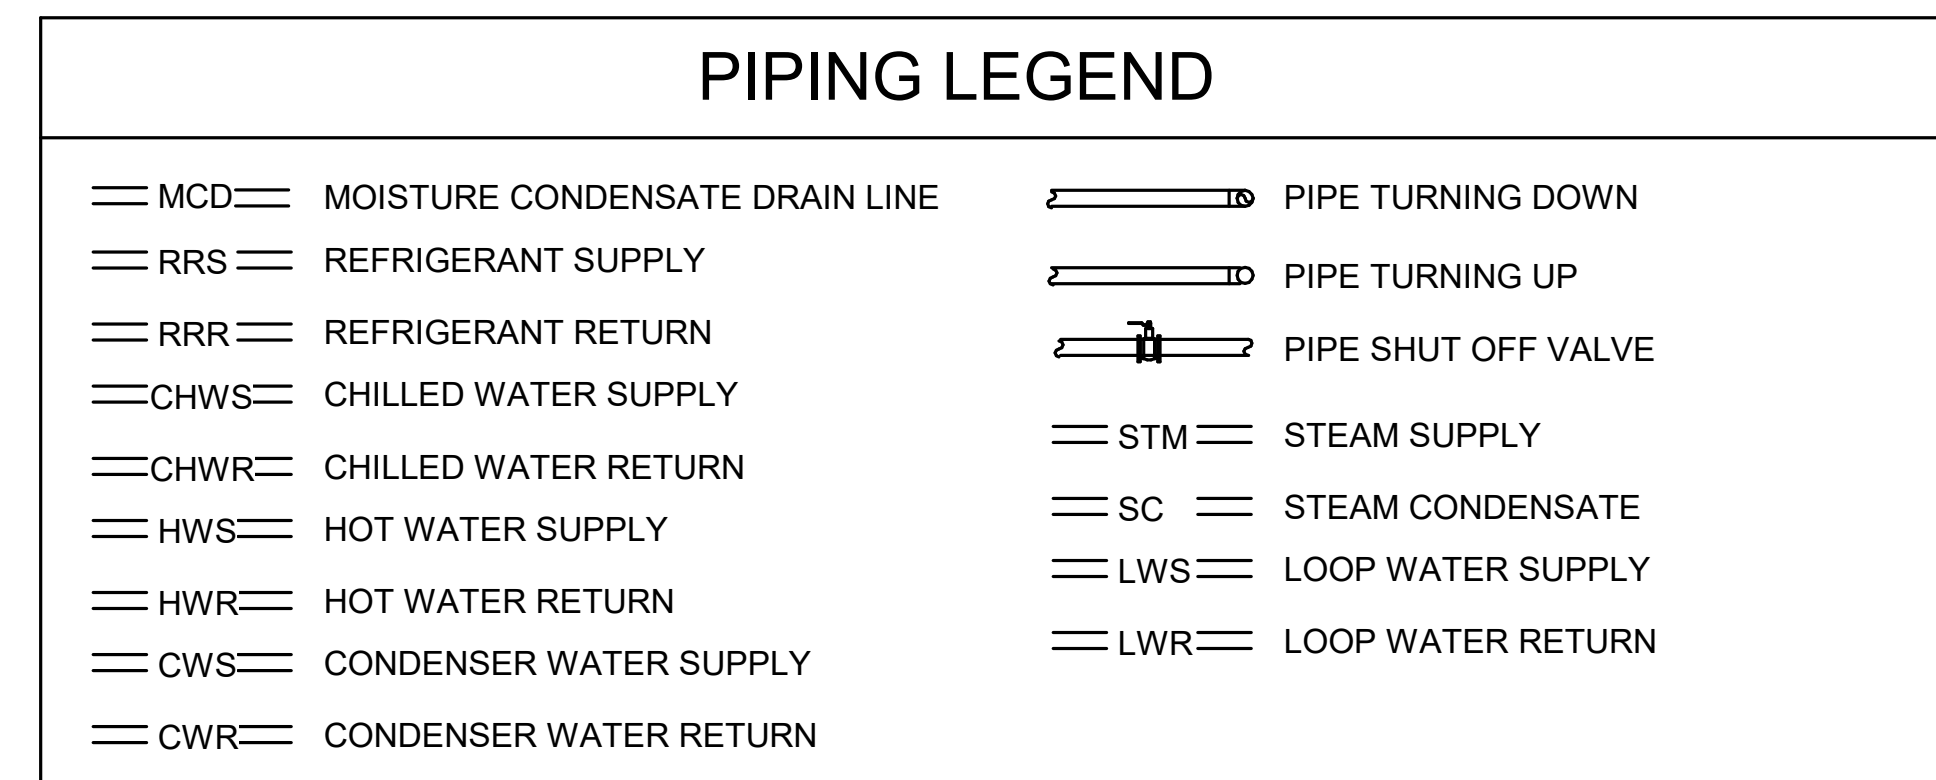 PIPING LEGEND
MCD MOISTURE CONDENSATE DRAIN LINE
RRS REFRIGERANT SUPPLY
RRR REFRIGERANT RETURN
CHWS CHILLED WATER SUPPLY
CHWR CHILLED WATER RETURN
HWS HOT WATER SUPPLY
HWR HOT WATER RETURN
CWS CONDENSER WATER SUPPLY
CWR CONDENSER WATER RETURN
PIPE TURNING DOWN
PIPE TURNING UP
PIPE SHUT OFF VALVE
STM STEAM SUPPLY
SC STEAM CONDENSATE
LWS LOOP WATER SUPPLY
LWR LOOP WATER RETURN